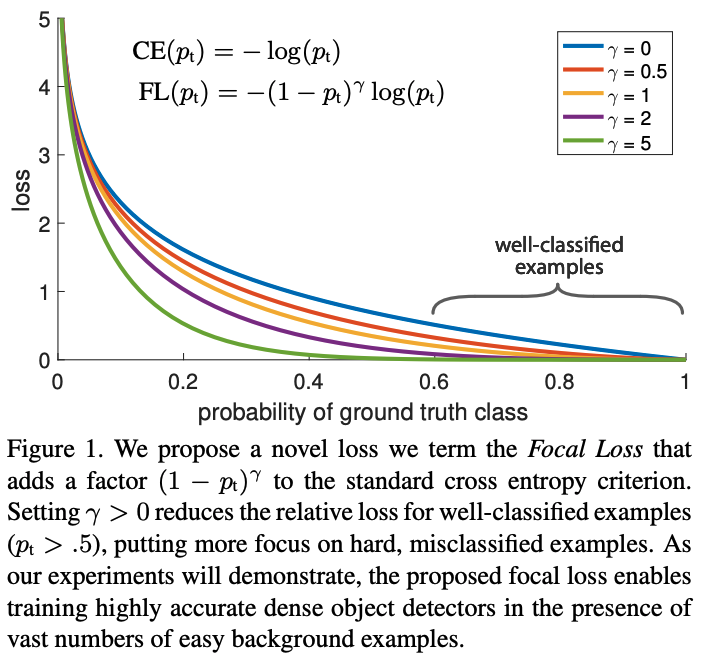 5
4
3
2
1
0
loss
CE(pt) = − log(pt)
FL(pt) = −(1 − pt)^γ log(pt)
γ = 0
γ = 0.5
γ = 1
γ = 2
γ = 5
well-classified
examples
0 0.2 0.4 0.6 0.8 1
probability of ground truth class
Figure 1. We propose a novel loss we term the Focal Loss that
adds a factor (1 − pt)^γ to the standard cross entropy criterion.
Setting γ > 0 reduces the relative loss for well-classified examples
(pt > .5), putting more focus on hard, misclassified examples. As
our experiments will demonstrate, the proposed focal loss enables
training highly accurate dense object detectors in the presence of
vast numbers of easy background examples.